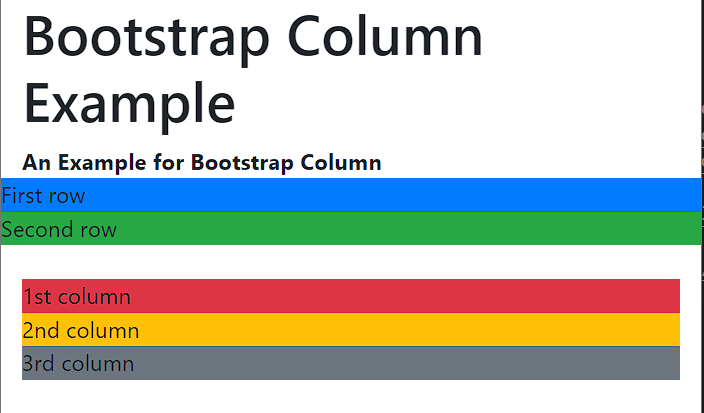 Bootstrap Column
Example
An Example for Bootstrap Column
First row
Second row
1st column
2nd column
3rd column